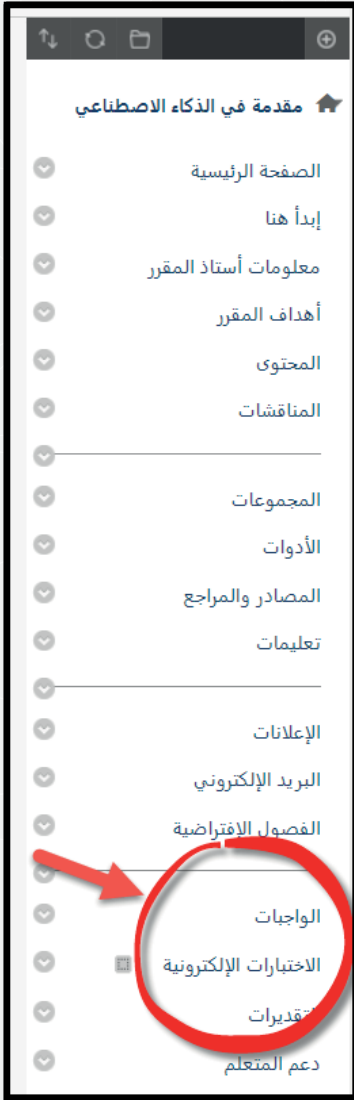 مقدمة في الذكاء الاصطناعي
الصفحة الرئيسية
إبدأ هنا
معلومات أستاذ المقرر
أهداف المقرر
المحتوى
المناقشات
المجموعات
الأدوات
المصادر والمراجع
تعليمات
الإعلانات
البريد الإلكتروني
الفصول الإفتراضية
الواجبات
الاختبارات الإلكترونية
التقديرات
دعم المتعلم